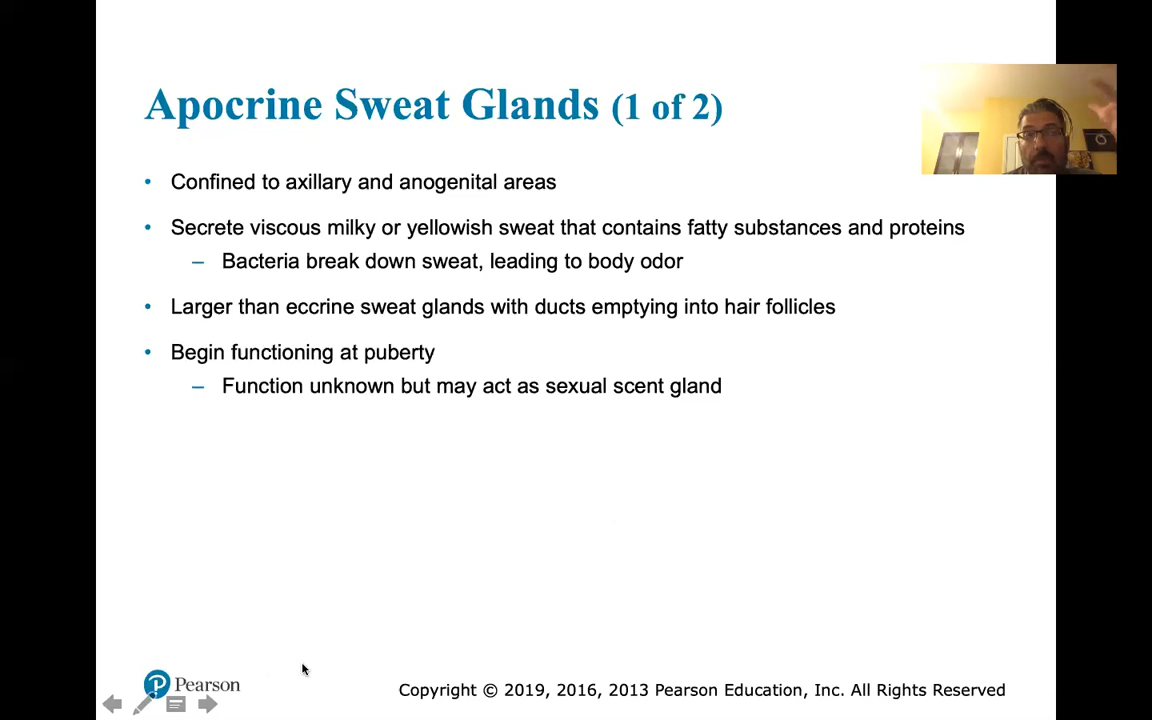 Apocrine Sweat Glands (1 of 2)
• Confined to axillary and anogenital areas
• Secrete viscous milky or yellowish sweat that contains fatty substances and proteins
– Bacteria break down sweat, leading to body odor
• Larger than eccrine sweat glands with ducts emptying into hair follicles
• Begin functioning at puberty
– Function unknown but may act as sexual scent gland
P Pearson
Copyright © 2019, 2016, 2013 Pearson Education, Inc. All Rights Reserved